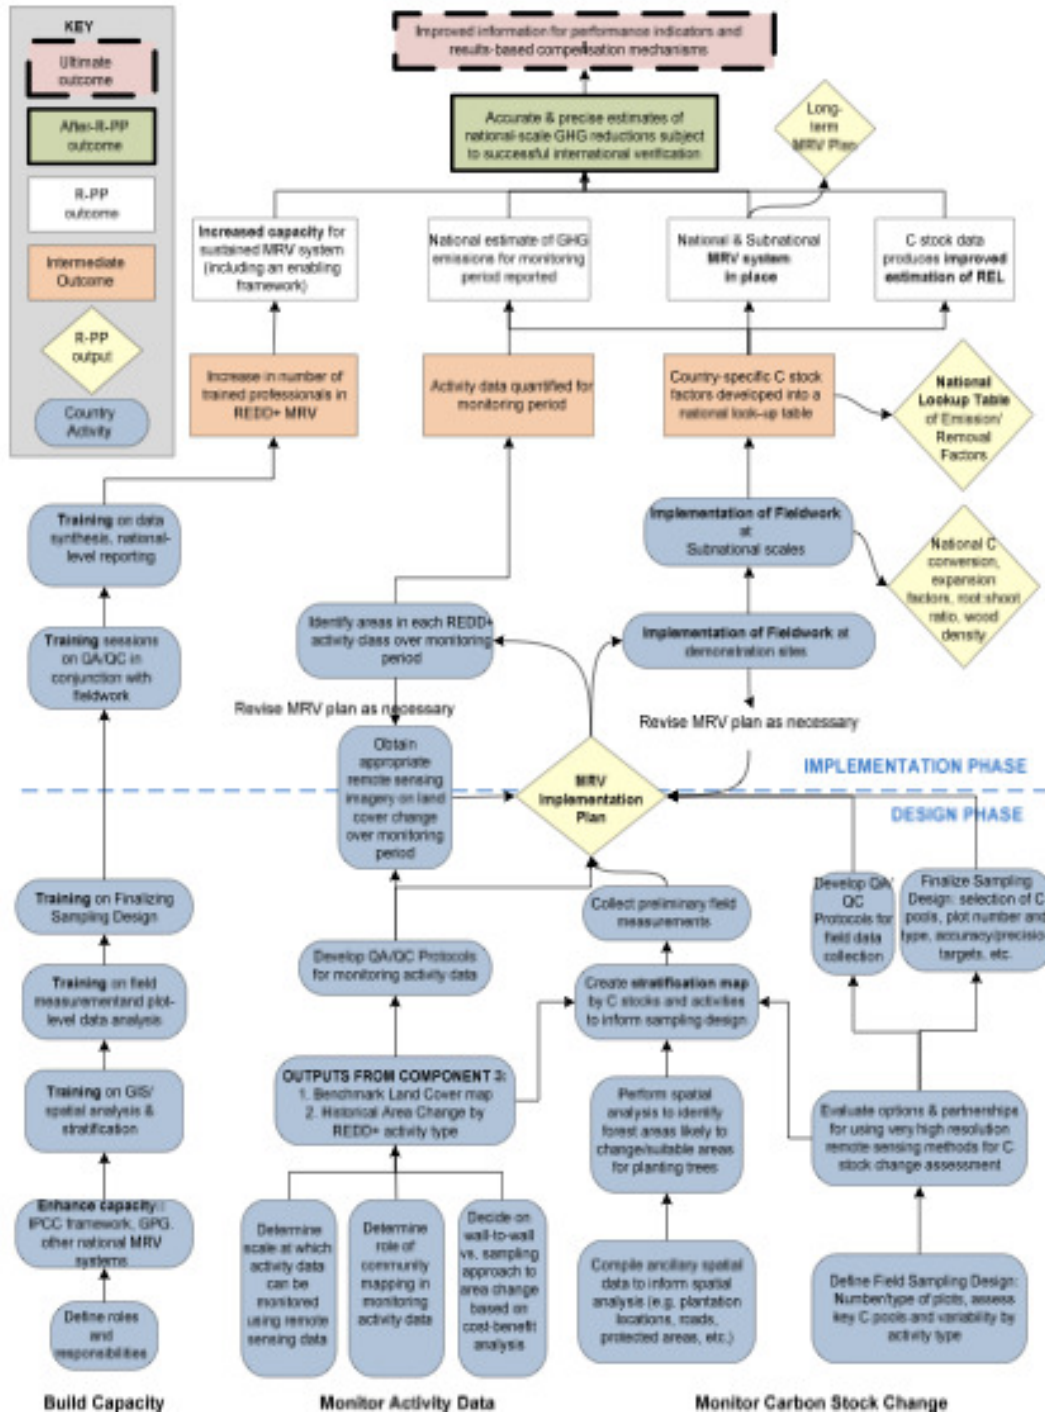 KEY
Ultimate
outcome
After-R-PP
outcome
R-PP
outcome
Intermediate
Outcome
R-PP
output
Country
Activity
Improved information for performance indicators and
results-based compensation mechanisms
Accurate & precise estimates of
national-scale GHG reductions subject
to successful international verification
Long-
term
MRV Plan
Increased capacity for
sustained MRV system
(including an enabling
framework)
National estimate of GHG
emissions for monitoring
period reported
National & Subnational
MRV system
in place
C stock data
produces improved
estimation of REL
Increase in number of
trained professionals in
REDD+ MRV
Activity data quantified for
monitoring period
Country-specific C stock
factors developed into a
national look-up table
National
Lookup Table
of Emission/
Removal
Factors
Training on data
synthesis, national-
level reporting
Implementation of Fieldwork
at
Subnational scales
National C
conversion,
expansion
factors, root:shoot
ratio, wood
density
Training sessions
on QA/QC in
conjunction with
fieldwork
Identify areas in each REDD+
activity class over monitoring
period
Implementation of Fieldwork at
demonstration sites
Revise MRV plan as necessary
Revise MRV plan as necessary
Obtain
appropriate
remote sensing
imagery on land
cover change
over monitoring
period
MRV
Implementation
Plan
IMPLEMENTATION PHASE
DESIGN PHASE
Training on Finalizing
Sampling Design
Collect preliminary field
measurements
Develop QA/
QC
Protocols for
field data
collection
Finalize Sampling
Design: selection of C
pools, plot number and
type, accuracy/precision
targets, etc.
Training on field
measurementand plot-
level data analysis
Develop QA/QC Protocols
for monitoring activity data
Create stratification map
by C stocks and activities
to inform sampling design
Training on GIS/
spatial analysis &
stratification
OUTPUTS FROM COMPONENT 3:
1. Benchmark Land Cover map
2. Historical Area Change by
REDD+ activity type
Perform spatial
analysis to identify
forest areas likely to
change/suitable areas
for planting trees
Evaluate options & partnerships
for using very high resolution
remote sensing methods for C
stock change assessment
Enhance capacity::
IPCC framework, GPG,
other national MRV
systems
Determine
scale at which
activity data
can be
monitored
using remote
sensing data
Determine
role of
community
mapping in
monitoring
activity data
Decide on
wall-to-wall
vs. sampling
approach to
area change
based on
cost-benefit
analysis
Compile ancillary spatial
data to inform spatial
analysis (e.g. plantation
locations, roads,
protected areas, etc.)
Define Field Sampling Design:
Number/type of plots, assess
key C pools and variability by
activity type
Define roles
and
responsibilities
Build Capacity
Monitor Activity Data
Monitor Carbon Stock Change